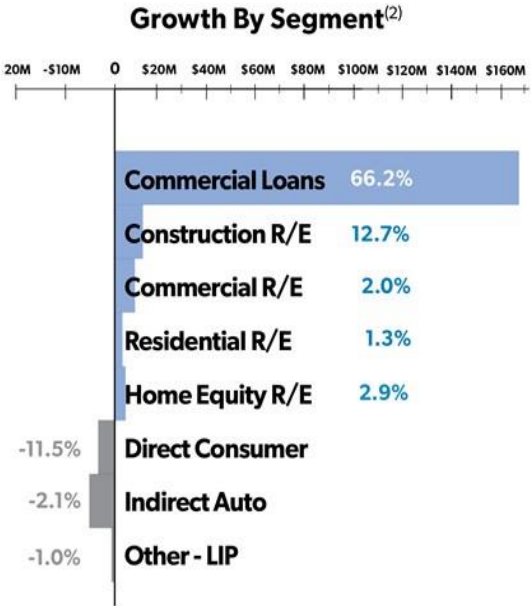 Growth By Segment(2)
20M -$10M 0 $20M $40M $60M $80M $100M $120M $140M $160M
Commercial Loans 66.2%
Construction R/E 12.7%
Commercial R/E 2.0%
Residential R/E 1.3%
Home Equity R/E 2.9%
-11.5% Direct Consumer
-2.1% Indirect Auto
-1.0% Other - LIP